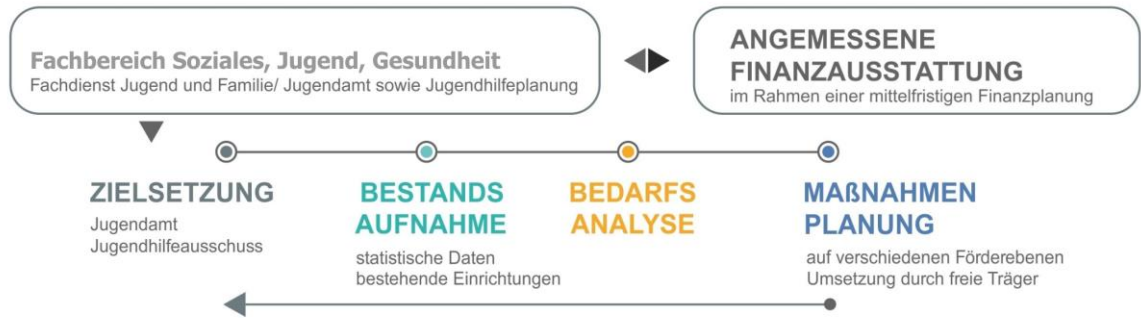 Fachbereich Soziales, Jugend, Gesundheit
Fachdienst Jugend und Familie/ Jugendamt sowie Jugendhilfeplanung
ANGEMESSENE
FINANZAUSSTATTUNG
im Rahmen einer mittelfristigen Finanzplanung
ZIELSETZUNG
Jugendamt
Jugendhilfeausschuss
BESTANDS
AUFNAHME
statistische Daten
bestehende Einrichtungen
BEDARFS
ANALYSE
MAßNAHMEN
PLANUNG
auf verschiedenen Förderebenen
Umsetzung durch freie Träger